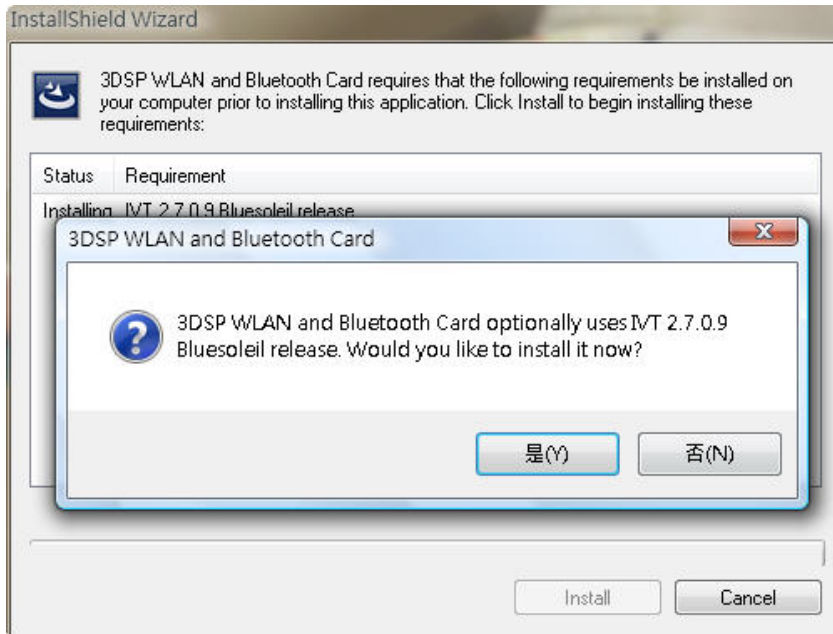 InstallShield Wizard
3DSP WLAN and Bluetooth Card requires that the following requirements be installed on
your computer prior to installing this application. Click Install to begin installing these
requirements:
Status Requirement
Installing IVT 2.7.0.9 Bluesoleil release
3DSP WLAN and Bluetooth Card
3DSP WLAN and Bluetooth Card optionally uses IVT 2.7.0.9
Bluesoleil release. Would you like to install it now?
是(Y) 否(N)
Install Cancel